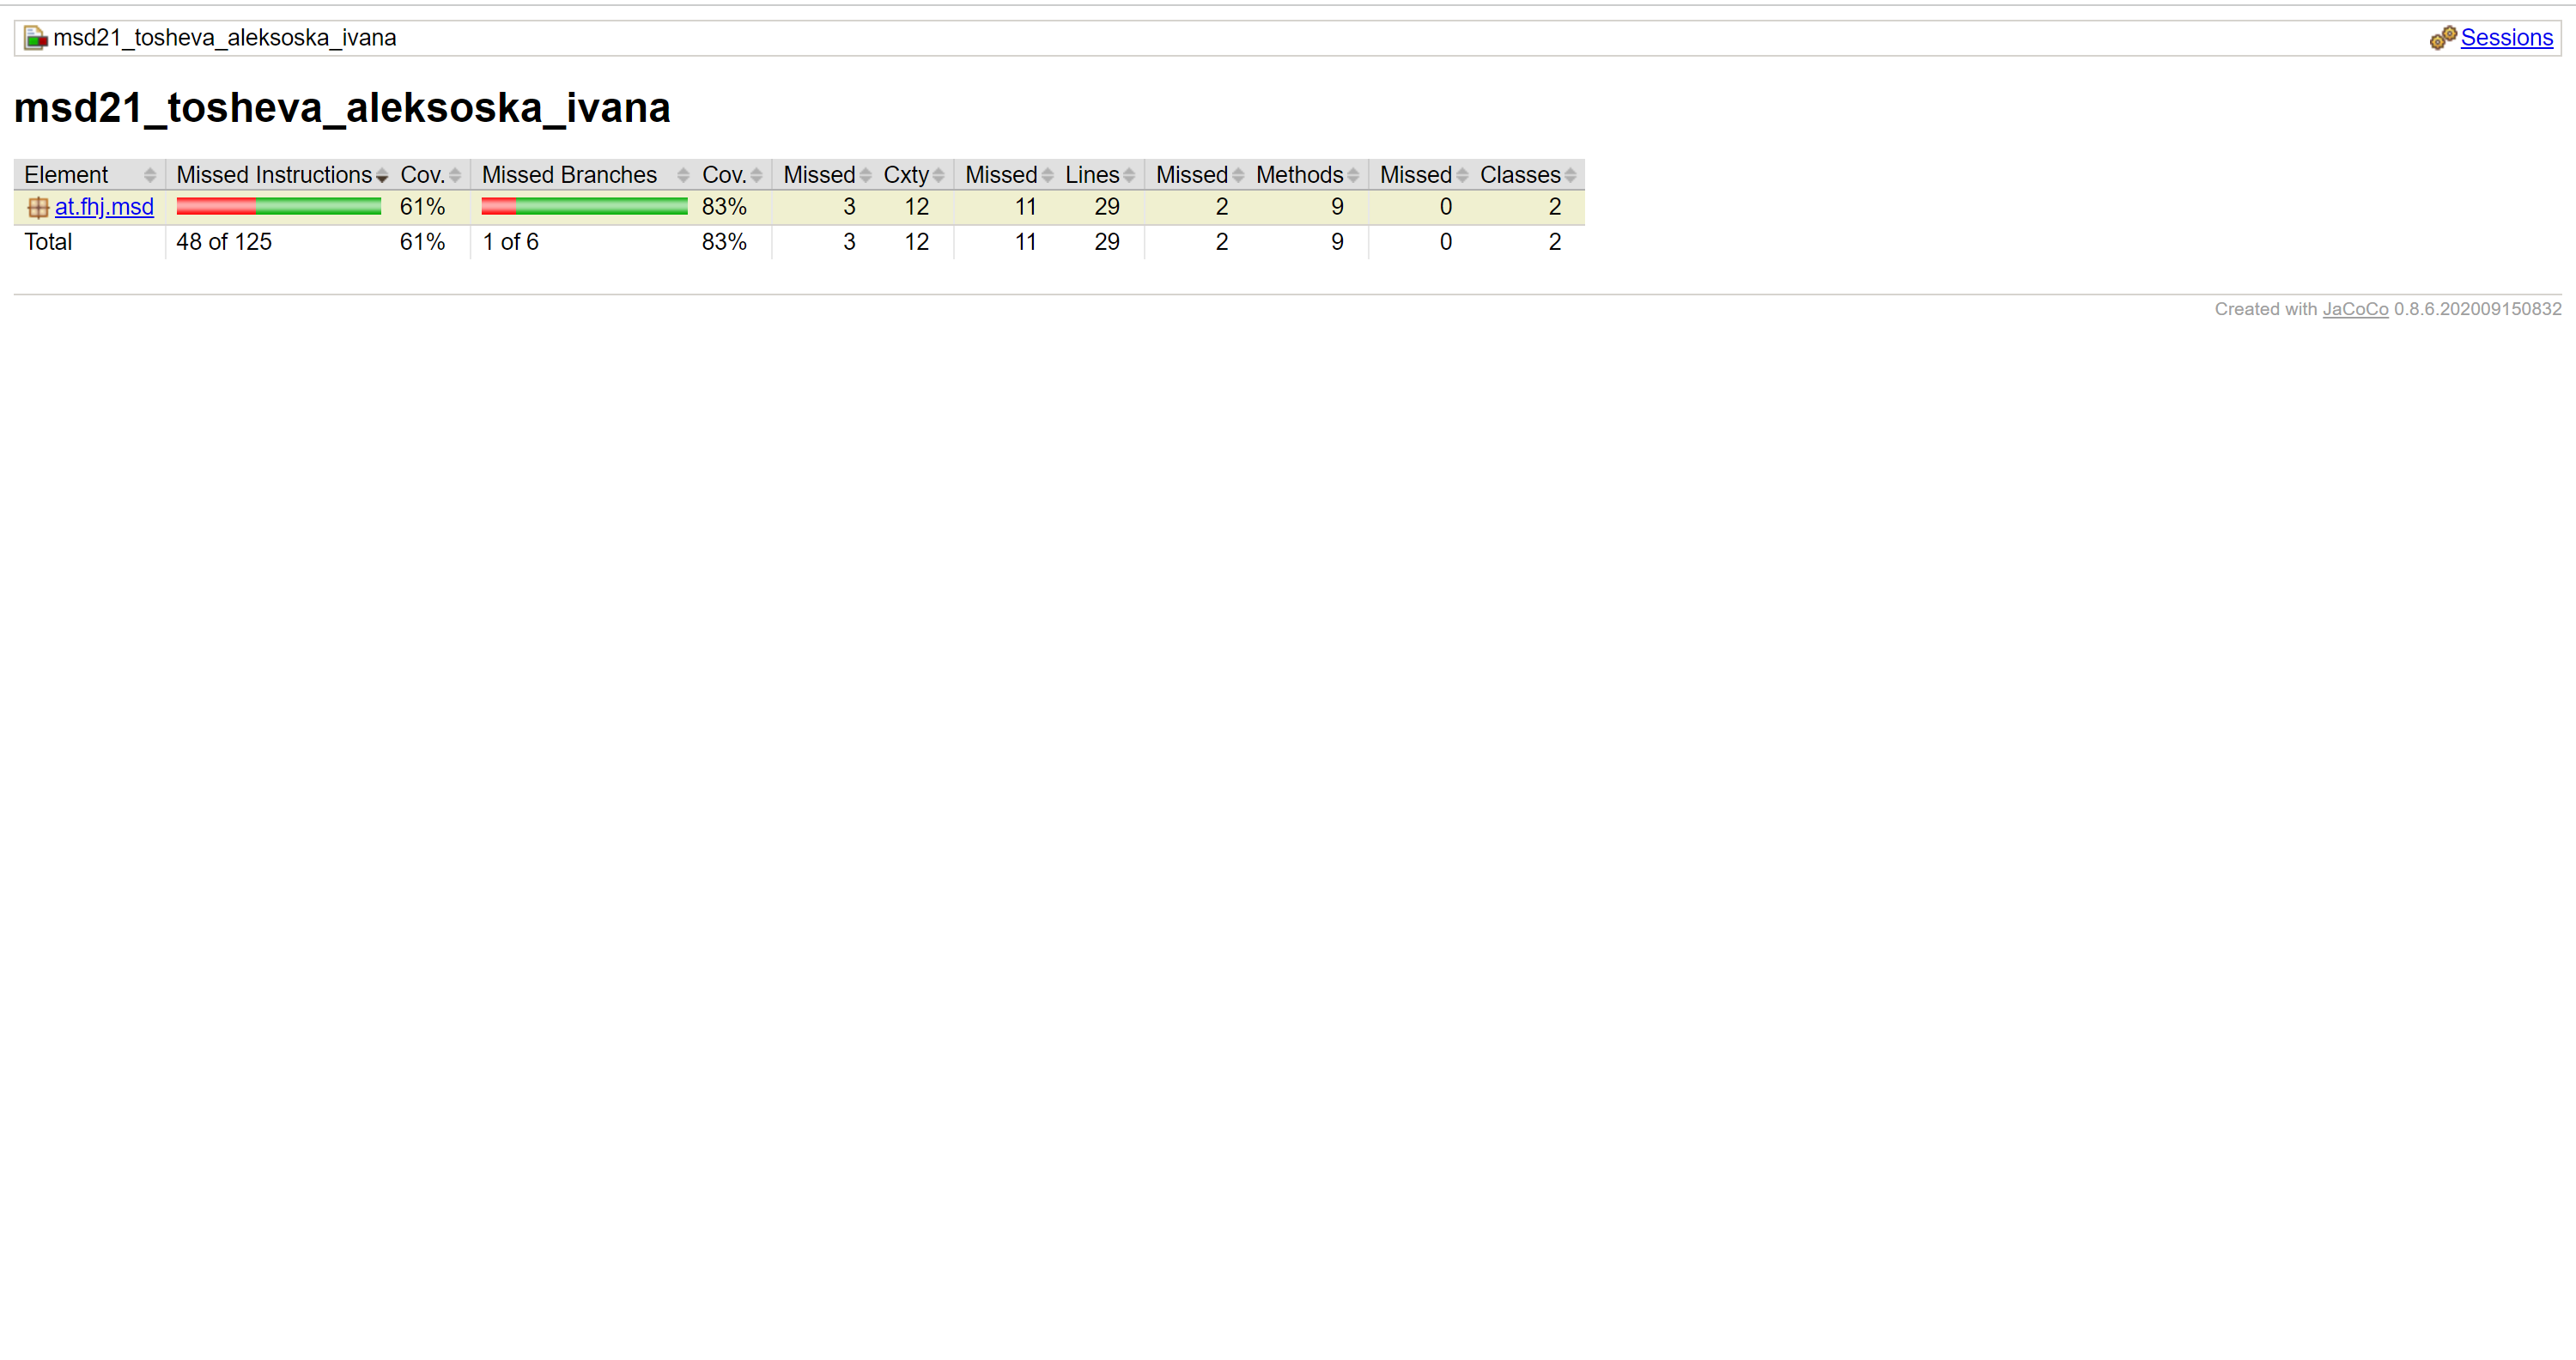 msd21_tosheva_aleksoska_ivana Sessions
msd21_tosheva_aleksoska_ivana
Element Missed Instructions Cov. Missed Branches Cov. Missed Cxty Missed Lines Missed Methods Missed Classes
at.fhj.msd 61% 83% 3 12 11 29 2 9 0 2
Total 48 of 125 61% 1 of 6 83% 3 12 11 29 2 9 0 2
Created with JaCoCo 0.8.6.202009150832